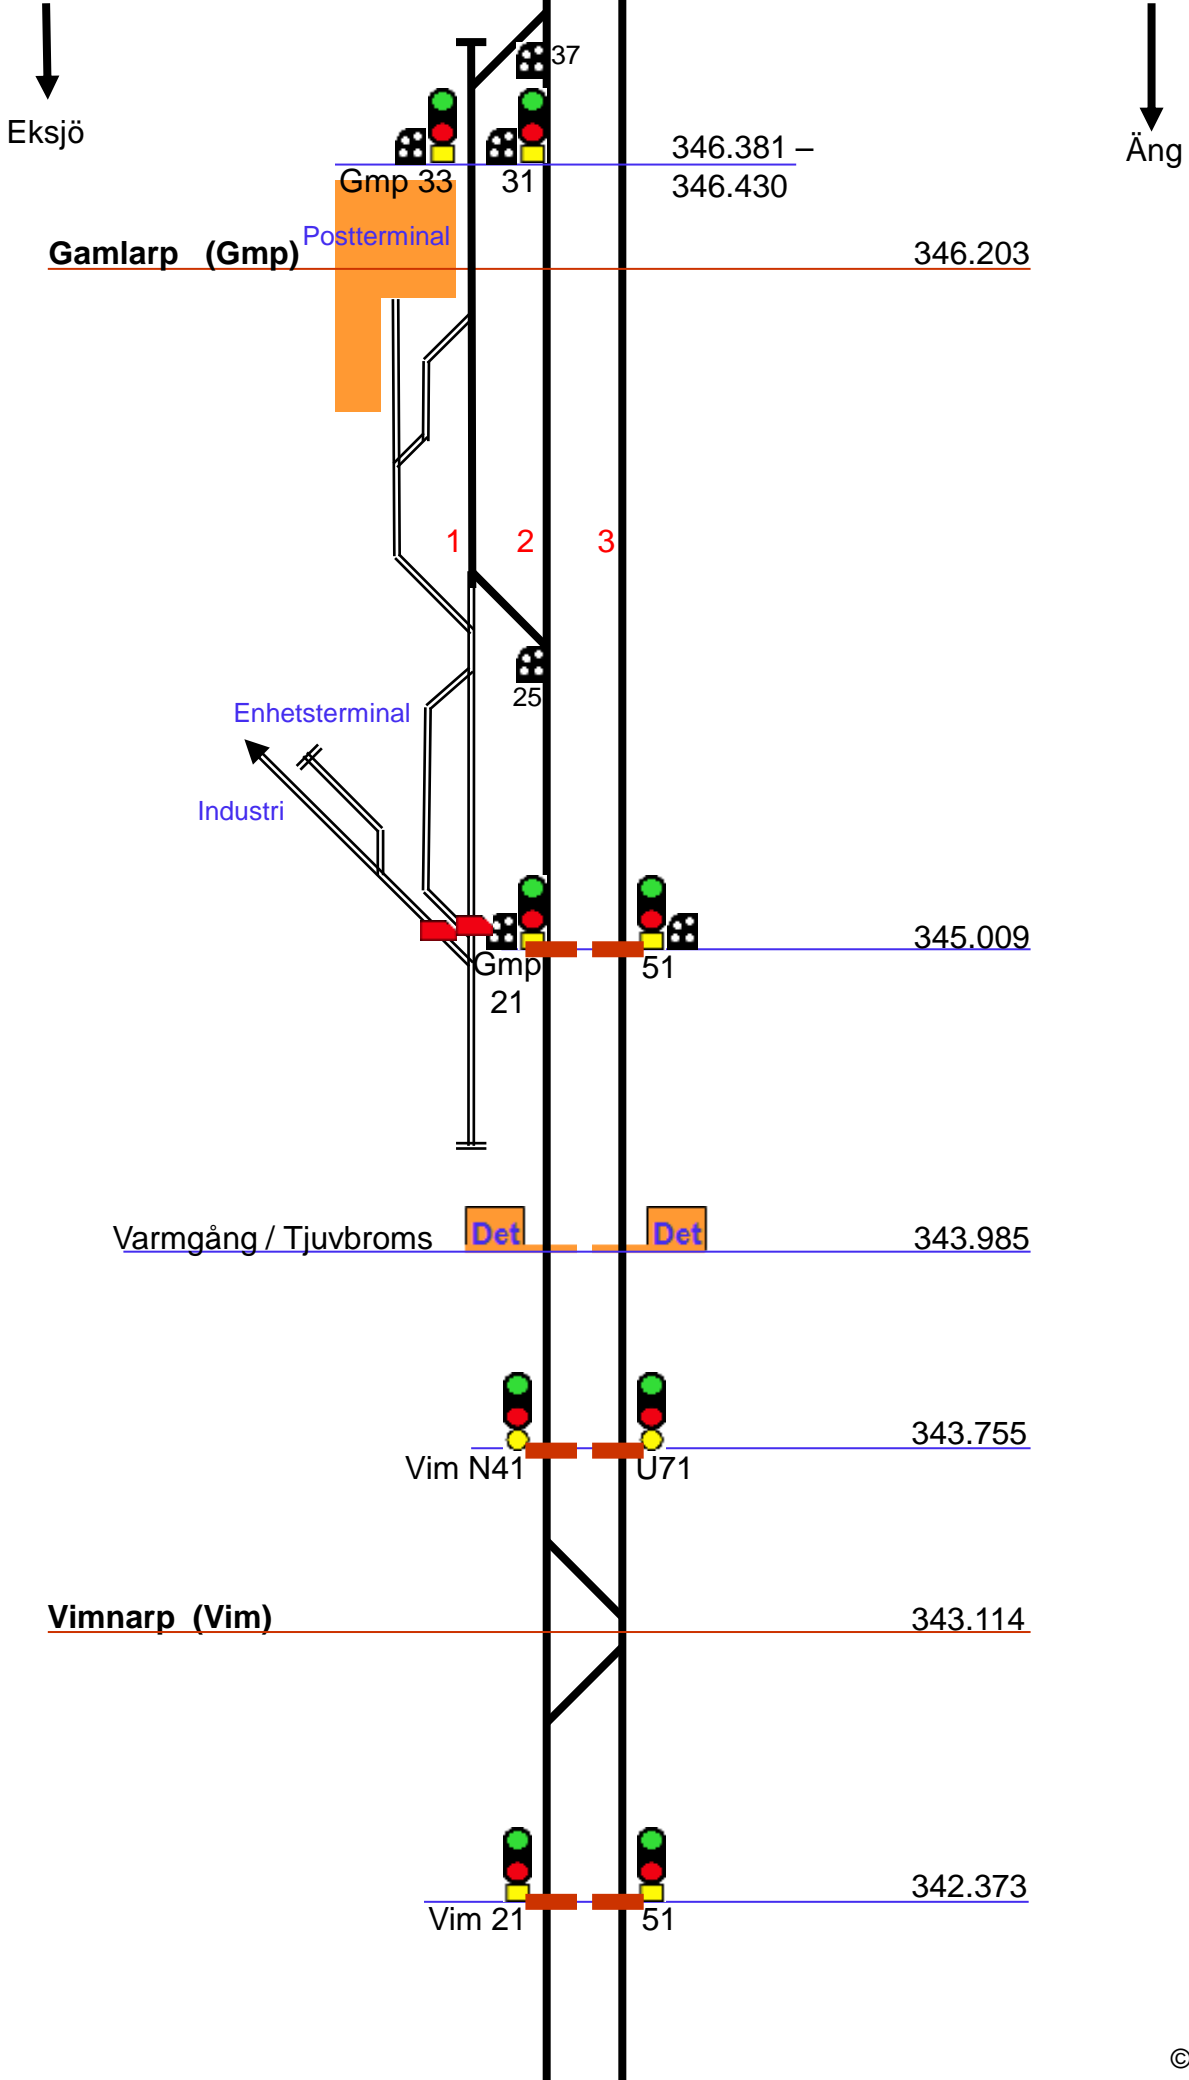 37
Eksjö
Äng
346.381 –
Gmp 33
31
346.430
Postterminal
Gamlarp (Gmp)
346.203
1
2
3
25
Enhetsterminal
Industri
345.009
Gmp
21
51
Varmgång / Tjuvbroms
Det
Det
343.985
343.755
Vim N41
U71
Vimnarp (Vim)
343.114
342.373
Vim 21
51
©